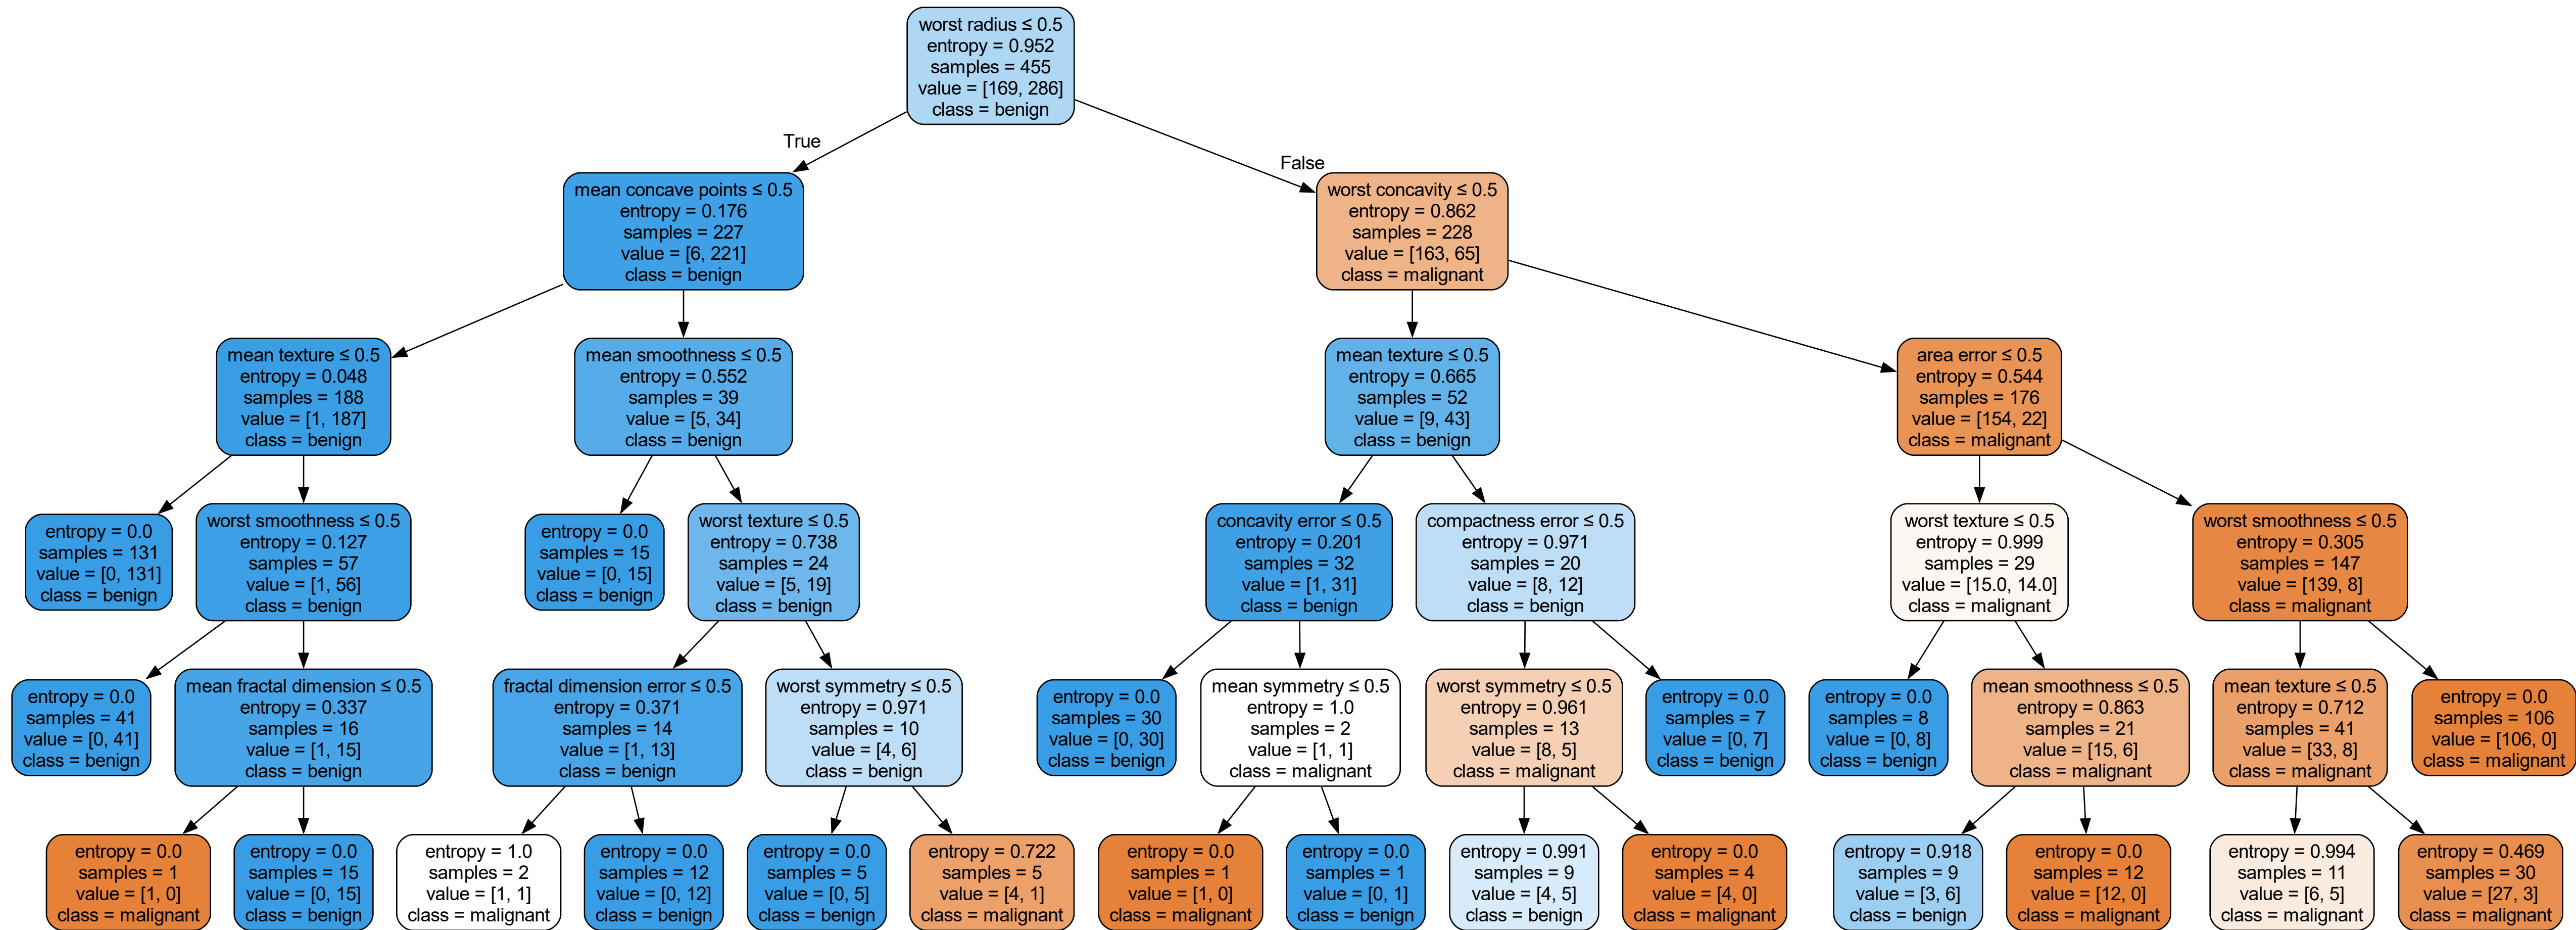 worst radius ≤ 0.5
entropy = 0.952
samples = 455
value = [169, 286]
class = benign
True
False
mean concave points ≤ 0.5
entropy = 0.176
samples = 227
value = [6, 221]
class = benign
worst concavity ≤ 0.5
entropy = 0.862
samples = 228
value = [163, 65]
class = malignant
mean texture ≤ 0.5
entropy = 0.048
samples = 188
value = [1, 187]
class = benign
mean smoothness ≤ 0.5
entropy = 0.552
samples = 39
value = [5, 34]
class = benign
mean texture ≤ 0.5
entropy = 0.665
samples = 52
value = [9, 43]
class = benign
area error ≤ 0.5
entropy = 0.544
samples = 176
value = [154, 22]
class = malignant
entropy = 0.0
samples = 131
value = [0, 131]
class = benign
worst smoothness ≤ 0.5
entropy = 0.127
samples = 57
value = [1, 56]
class = benign
entropy = 0.0
samples = 15
value = [0, 15]
class = benign
worst texture ≤ 0.5
entropy = 0.738
samples = 24
value = [5, 19]
class = benign
concavity error ≤ 0.5
entropy = 0.201
samples = 32
value = [1, 31]
class = benign
compactness error ≤ 0.5
entropy = 0.971
samples = 20
value = [8, 12]
class = benign
worst texture ≤ 0.5
entropy = 0.999
samples = 29
value = [15.0, 14.0]
class = malignant
worst smoothness ≤ 0.5
entropy = 0.305
samples = 147
value = [139, 8]
class = malignant
entropy = 0.0
samples = 41
value = [0, 41]
class = benign
mean fractal dimension ≤ 0.5
entropy = 0.337
samples = 16
value = [1, 15]
class = benign
fractal dimension error ≤ 0.5
entropy = 0.371
samples = 14
value = [1, 13]
class = benign
worst symmetry ≤ 0.5
entropy = 0.971
samples = 10
value = [4, 6]
class = benign
entropy = 0.0
samples = 30
value = [0, 30]
class = benign
mean symmetry ≤ 0.5
entropy = 1.0
samples = 2
value = [1, 1]
class = malignant
worst symmetry ≤ 0.5
entropy = 0.961
samples = 13
value = [8, 5]
class = malignant
entropy = 0.0
samples = 7
value = [0, 7]
class = benign
entropy = 0.0
samples = 8
value = [0, 8]
class = benign
mean smoothness ≤ 0.5
entropy = 0.863
samples = 21
value = [15, 6]
class = malignant
mean texture ≤ 0.5
entropy = 0.712
samples = 41
value = [33, 8]
class = malignant
entropy = 0.0
samples = 106
value = [106, 0]
class = malignant
entropy = 0.0
samples = 1
value = [1, 0]
class = malignant
entropy = 0.0
samples = 15
value = [0, 15]
class = benign
entropy = 1.0
samples = 2
value = [1, 1]
class = malignant
entropy = 0.0
samples = 12
value = [0, 12]
class = benign
entropy = 0.0
samples = 5
value = [0, 5]
class = benign
entropy = 0.722
samples = 5
value = [4, 1]
class = malignant
entropy = 0.0
samples = 1
value = [1, 0]
class = malignant
entropy = 0.0
samples = 1
value = [0, 1]
class = benign
entropy = 0.991
samples = 9
value = [4, 5]
class = benign
entropy = 0.0
samples = 4
value = [4, 0]
class = malignant
entropy = 0.918
samples = 9
value = [3, 6]
class = benign
entropy = 0.0
samples = 12
value = [12, 0]
class = malignant
entropy = 0.994
samples = 11
value = [6, 5]
class = malignant
entropy = 0.469
samples = 30
value = [27, 3]
class = malignant